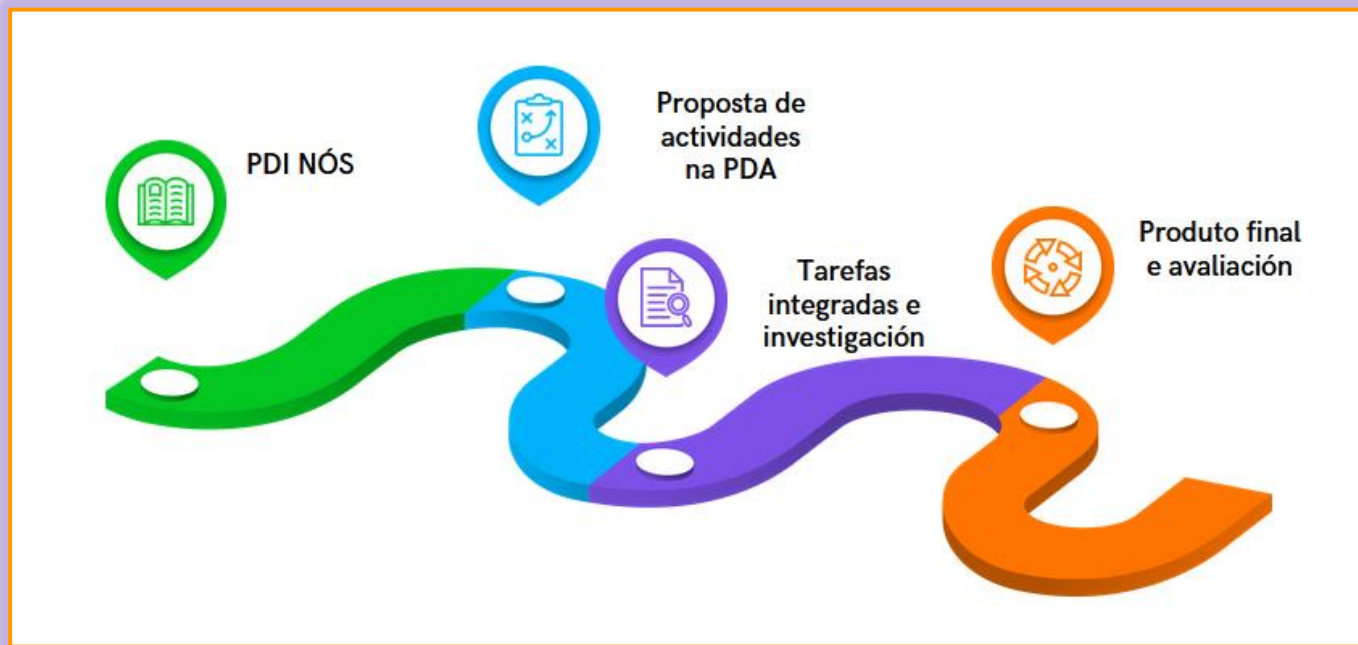 PDI NÓS
Proposta de
actividades
na PDA
Tarefas
integradas e
investigación
Produto final
e avaliación